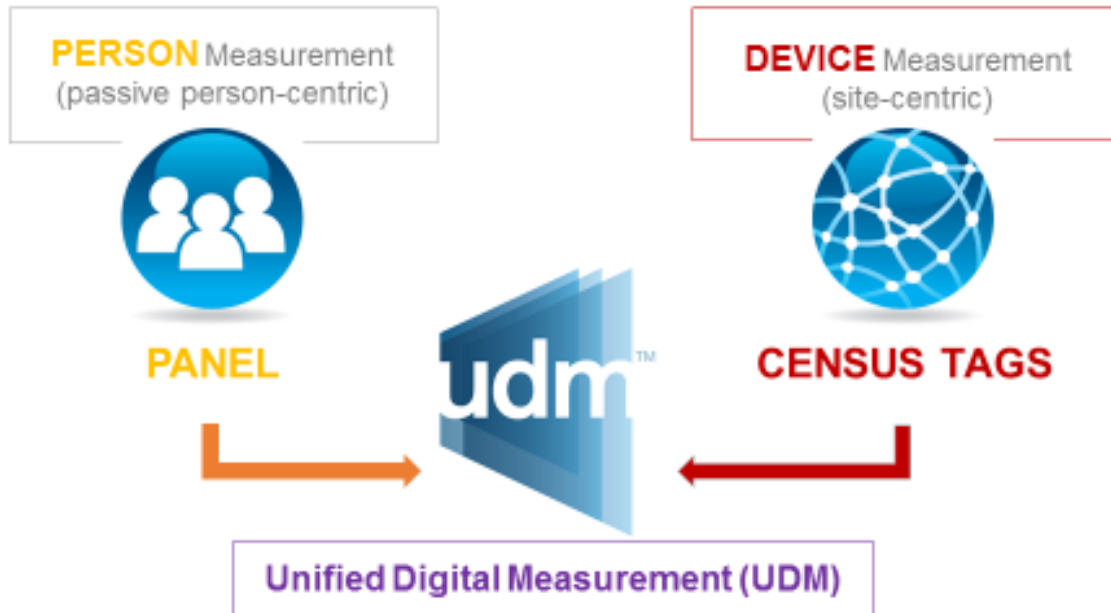 PERSON Measurement
(passive person-centric)
DEVICE Measurement
(site-centric)
PANEL
udm™
CENSUS TAGS
Unified Digital Measurement (UDM)